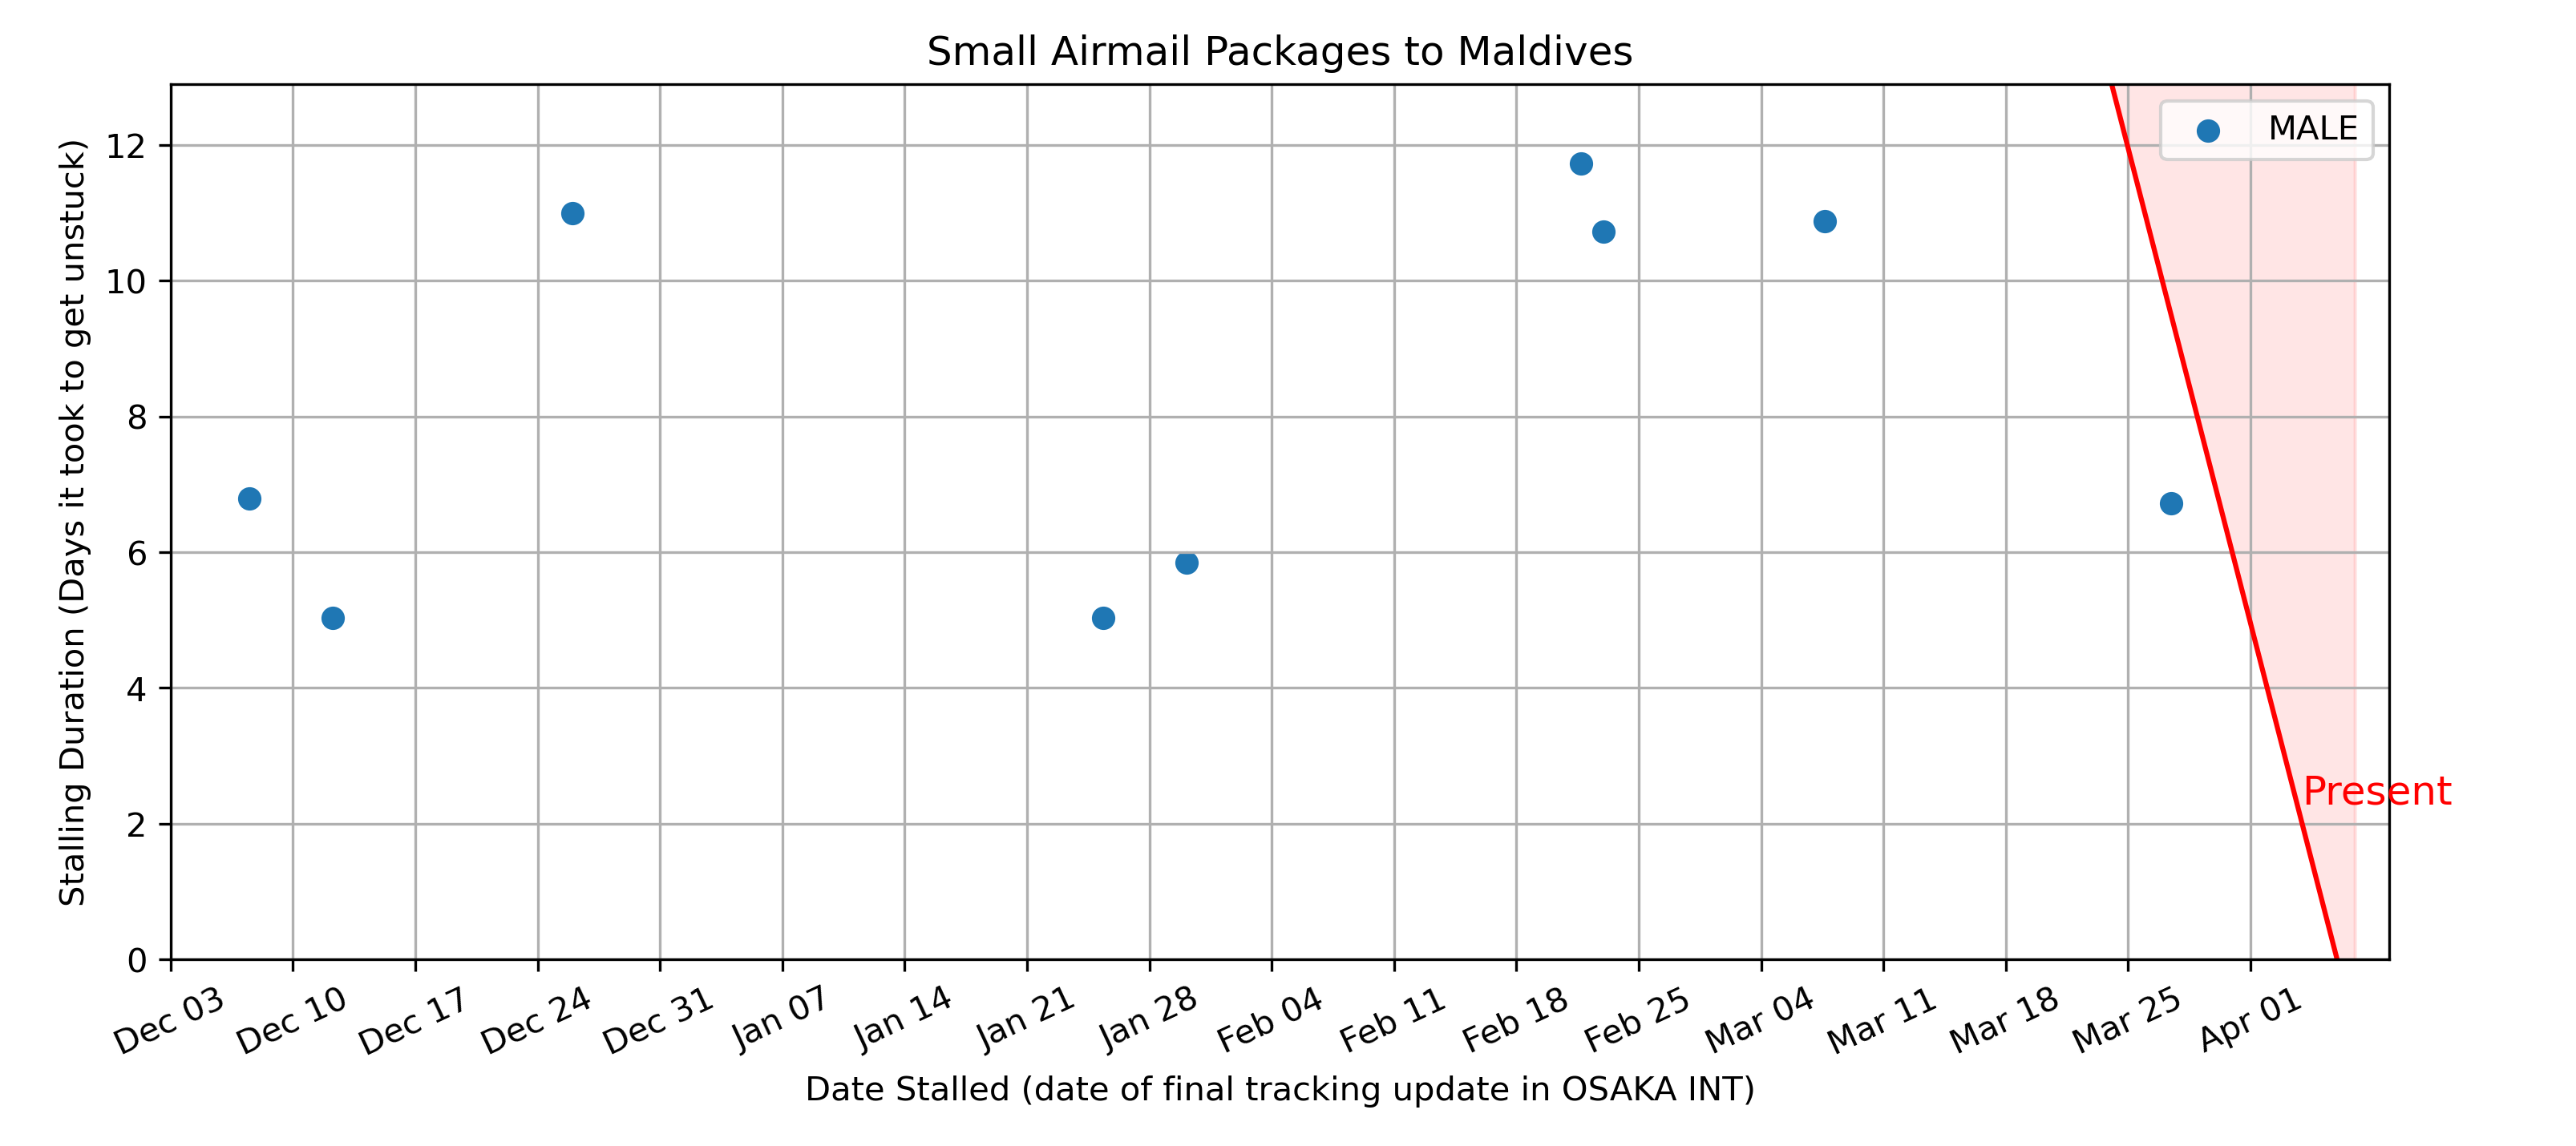 Small Airmail Packages to Maldives
Stalling Duration (Days it took to get unstuck)
12
10
8
6
4
2
0
MALE
Present
Dec 03 Dec 10 Dec 17 Dec 24 Dec 31 Jan 07 Jan 14 Jan 21 Jan 28 Feb 04 Feb 11 Feb 18 Feb 25 Mar 04 Mar 11 Mar 18 Mar 25 Apr 01
Date Stalled (date of final tracking update in OSAKA INT)